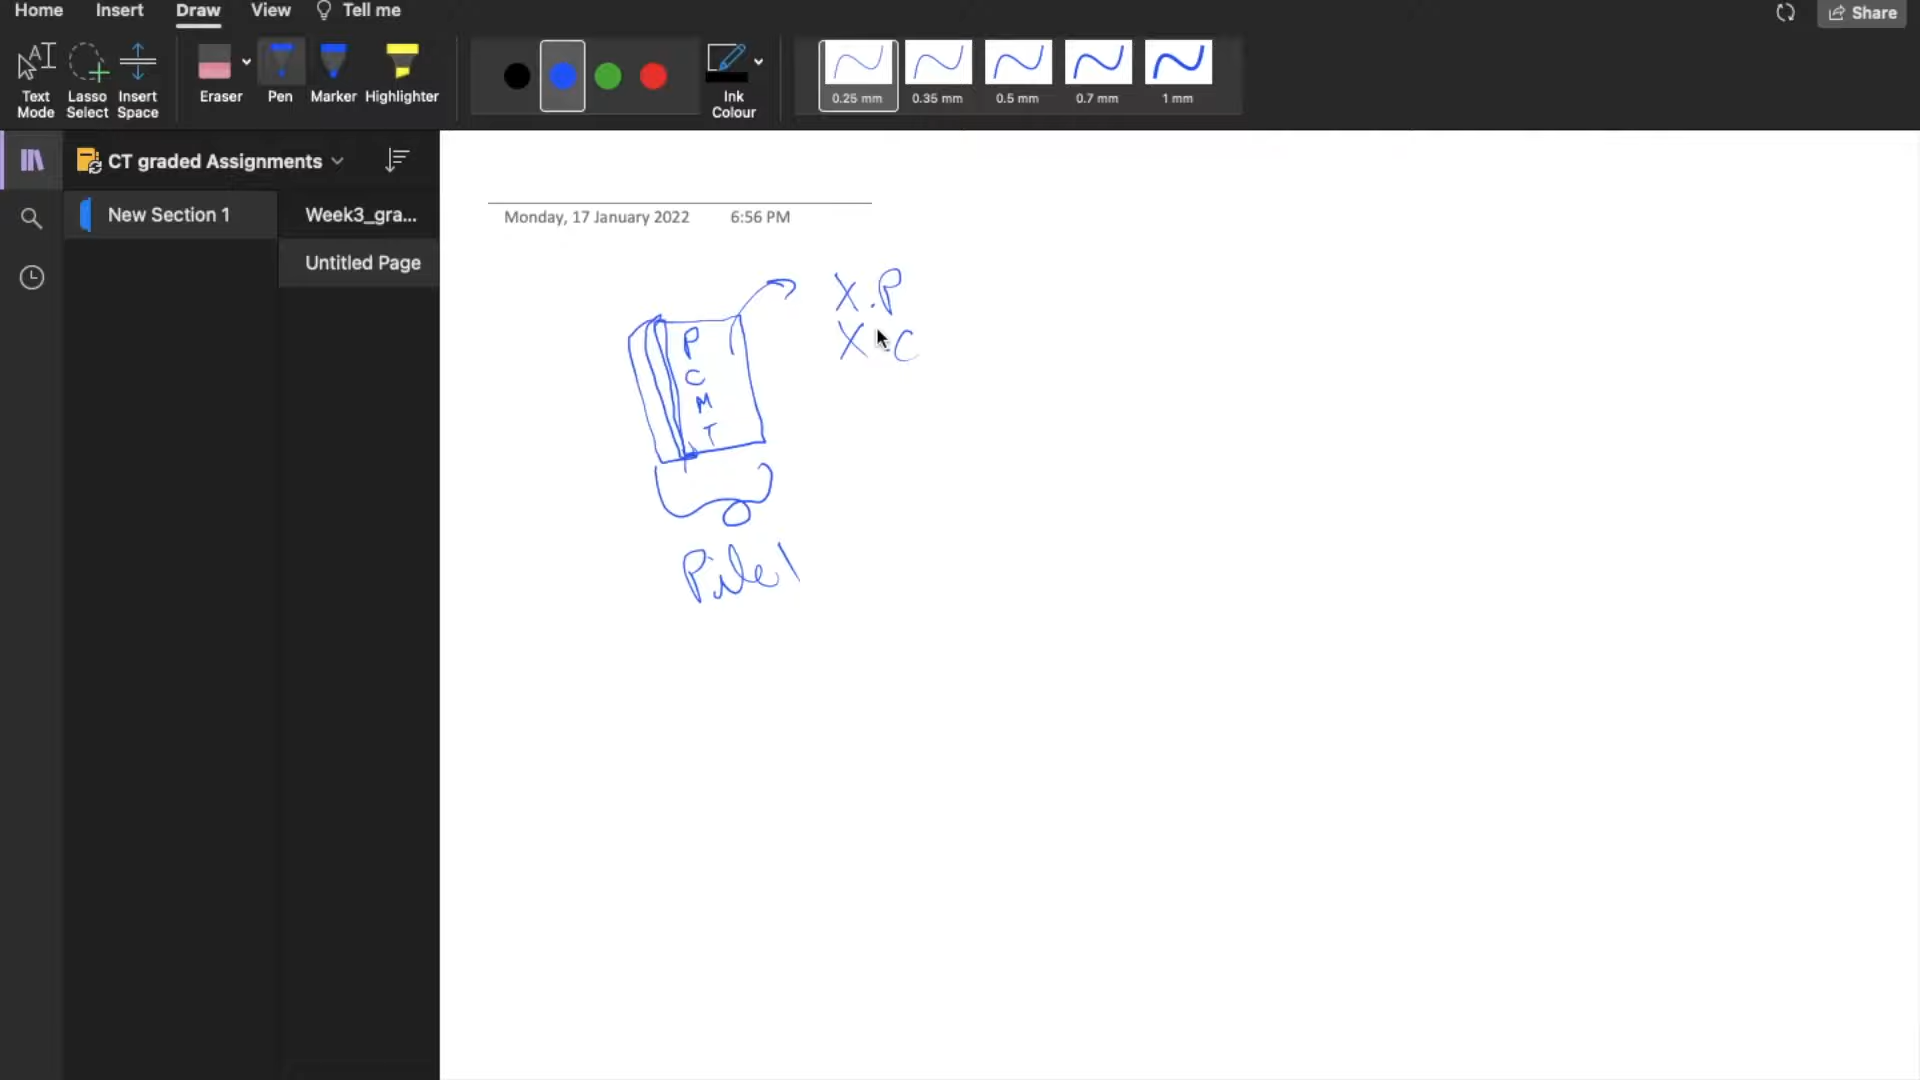 Home Insert Draw View Tell me
Share
Text Mode
Lasso Select
Insert Space
Eraser
Pen
Marker
Highlighter
Ink Colour
0.25 mm
0.35 mm
0.5 mm
0.7 mm
1 mm
CT graded Assignments
New Section 1
Week3_gra...
Untitled Page
Monday, 17 January 2022 6:56 PM
X.P
X.C
P
C
M
T
Pile 1